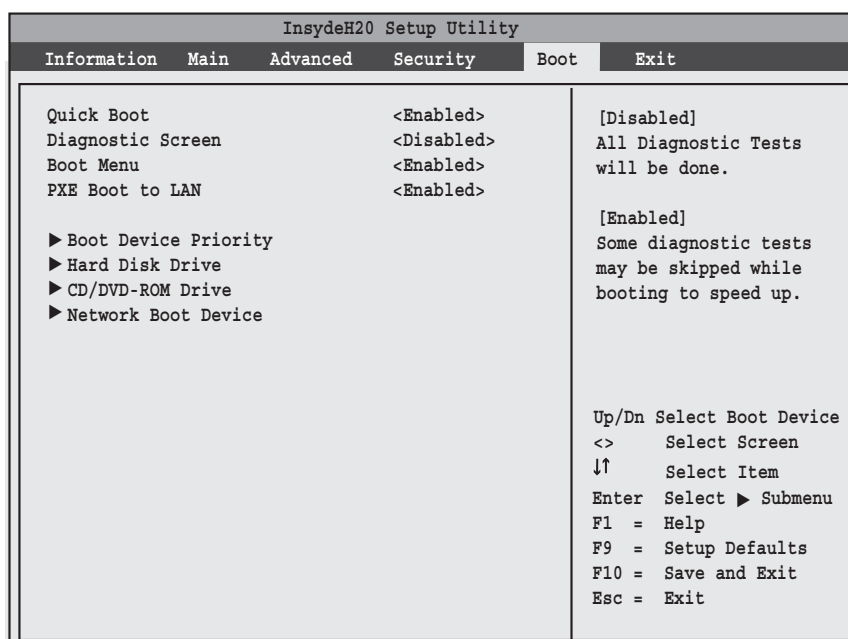 InsydeH20 Setup Utility
Information Main Advanced Security Boot Exit
Quick Boot <Enabled>
Diagnostic Screen <Disabled>
Boot Menu <Enabled>
PXE Boot to LAN <Enabled>
▶ Boot Device Priority
▶ Hard Disk Drive
▶ CD/DVD-ROM Drive
▶ Network Boot Device
[Disabled]
All Diagnostic Tests
will be done.
[Enabled]
Some diagnostic tests
may be skipped while
booting to speed up.
Up/Dn Select Boot Device
<> Select Screen
↓↑ Select Item
Enter Select ▶ Submenu
F1 = Help
F9 = Setup Defaults
F10 = Save and Exit
Esc = Exit